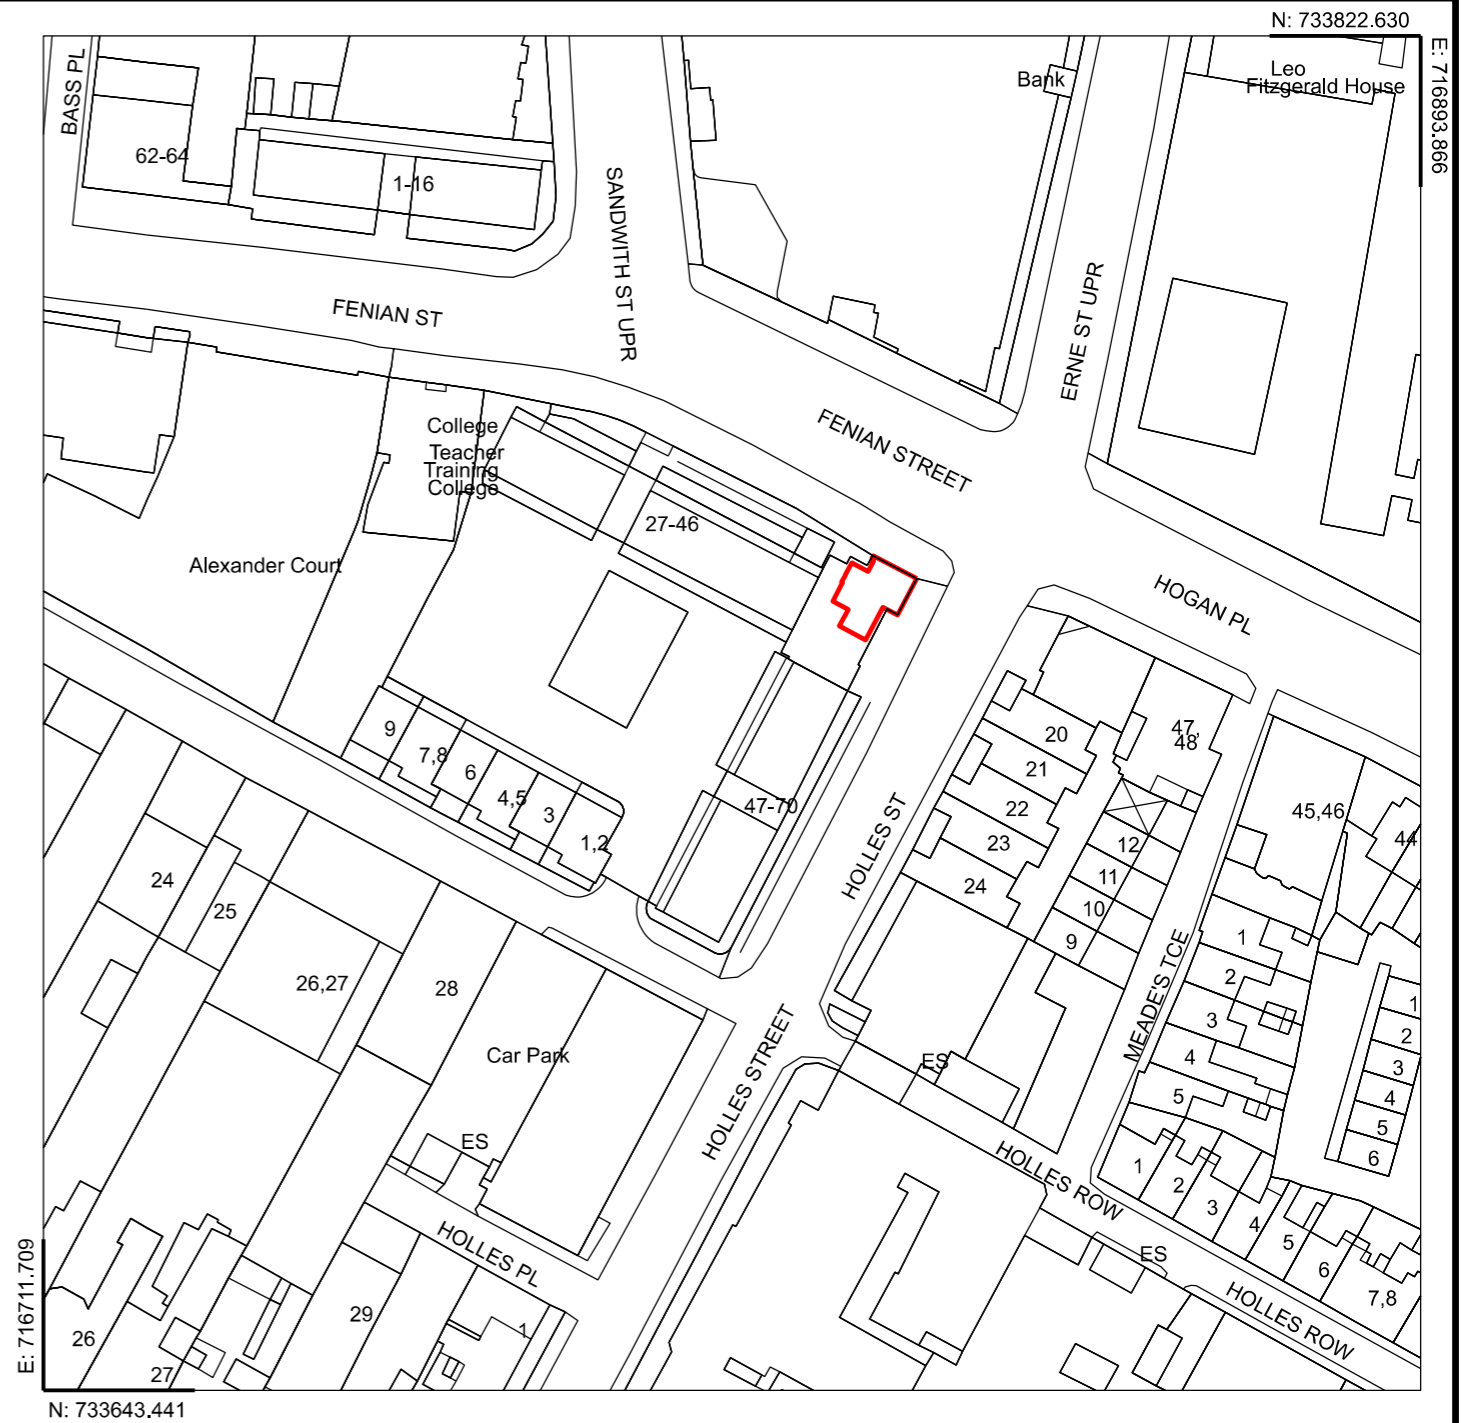 N: 733822.630
E: 716893.866
BASS PL
Bank
Leo
Fitzgerald House
62-64
1-16
SANDWITH ST UPR
FENIAN ST
ERNE ST UPR
FENIAN STREET
College
Teacher
Training
College
27-46
Alexander Court
HOGAN PL
9
7,8
6
4,5
3
1,2
47-70
HOLLES ST
20
21
22
23
24
47,
48
12
11
10
9
45,46
44
24
25
26,27
28
Car Park
ES
HOLLES STREET
MEADE'S TCE
1
2
3
4
5
1
2
3
4
5
6
ES
HOLLES ROW
1
2
3
4
5
6
7,8
ES
HOLLES ROW
HOLLES PL
29
1
26
27
E: 716711.709
N: 733643.441